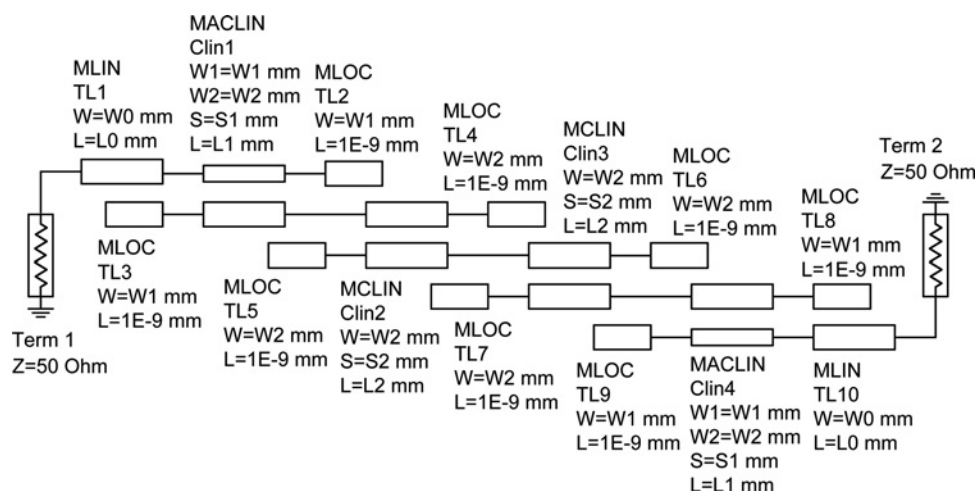 MACLIN
Clin1
W1=W1 mm
W2=W2 mm
S=S1 mm
L=L1 mm
MLIN
TL1
W=W0 mm
L=L0 mm
MLOC
TL2
W=W1 mm
L=1E-9 mm
MLOC
TL4
W=W2 mm
L=1E-9 mm
MCLIN
Clin3
W=W2 mm
S=S2 mm
L=L2 mm
MLOC
TL6
W=W2 mm
L=1E-9 mm
Term 2
Z=50 Ohm
MLOC
TL8
W=W1 mm
L=1E-9 mm
Term 1
Z=50 Ohm
MLOC
TL3
W=W1 mm
L=1E-9 mm
MLOC
TL5
W=W2 mm
L=1E-9 mm
MCLIN
Clin2
W=W2 mm
S=S2 mm
L=L2 mm
MLOC
TL7
W=W2 mm
L=1E-9 mm
MLOC
TL9
W=W1 mm
L=1E-9 mm
MACLIN
Clin4
W1=W1 mm
W2=W2 mm
S=S1 mm
L=L1 mm
MLIN
TL10
W=W0 mm
L=L0 mm